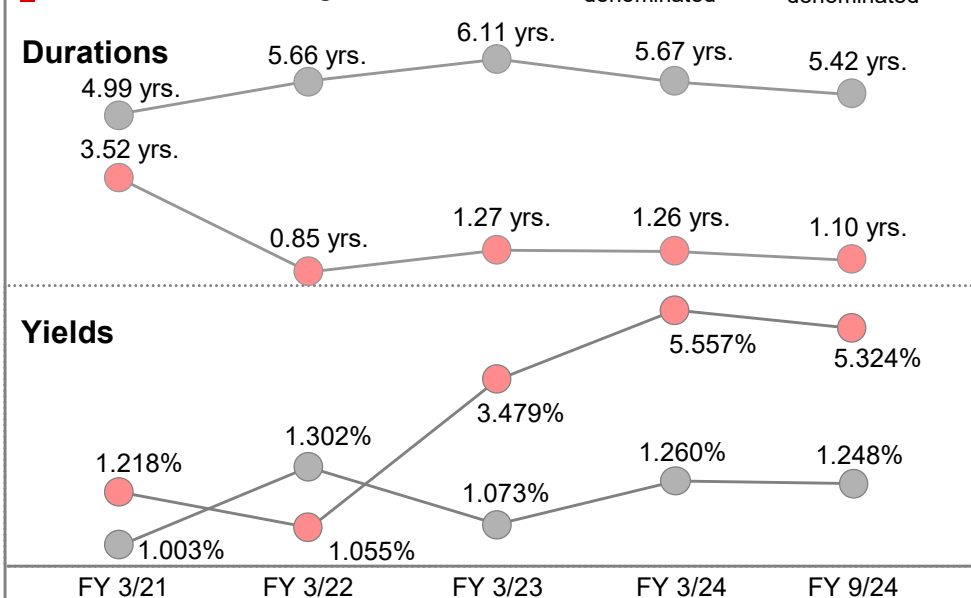 Durations
4.99 yrs.
5.66 yrs.
6.11 yrs.
5.67 yrs.
5.42 yrs.
3.52 yrs.
0.85 yrs.
1.27 yrs.
1.26 yrs.
1.10 yrs.
Yields
5.557%
5.324%
3.479%
1.218%
1.302%
1.073%
1.260%
1.248%
1.003%
1.055%
FY 3/21 FY 3/22 FY 3/23 FY 3/24 FY 9/24